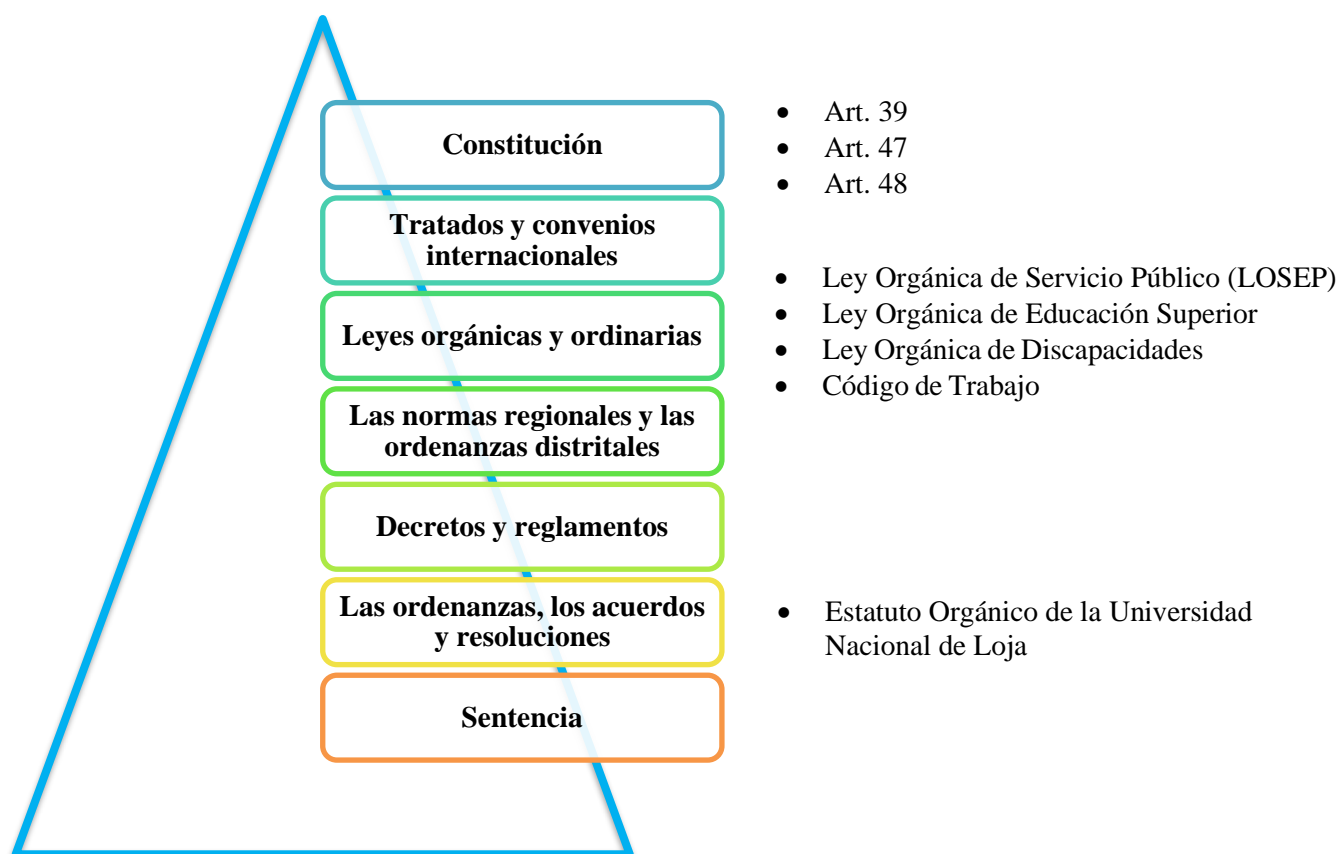 Constitución
• Art. 39
• Art. 47
• Art. 48
Tratados y convenios
internacionales
Leyes orgánicas y ordinarias
• Ley Orgánica de Servicio Público (LOSEP)
• Ley Orgánica de Educación Superior
• Ley Orgánica de Discapacidades
• Código de Trabajo
Las normas regionales y las
ordenanzas distritales
Decretos y reglamentos
Las ordenanzas, los acuerdos
y resoluciones
• Estatuto Orgánico de la Universidad
Nacional de Loja
Sentencia